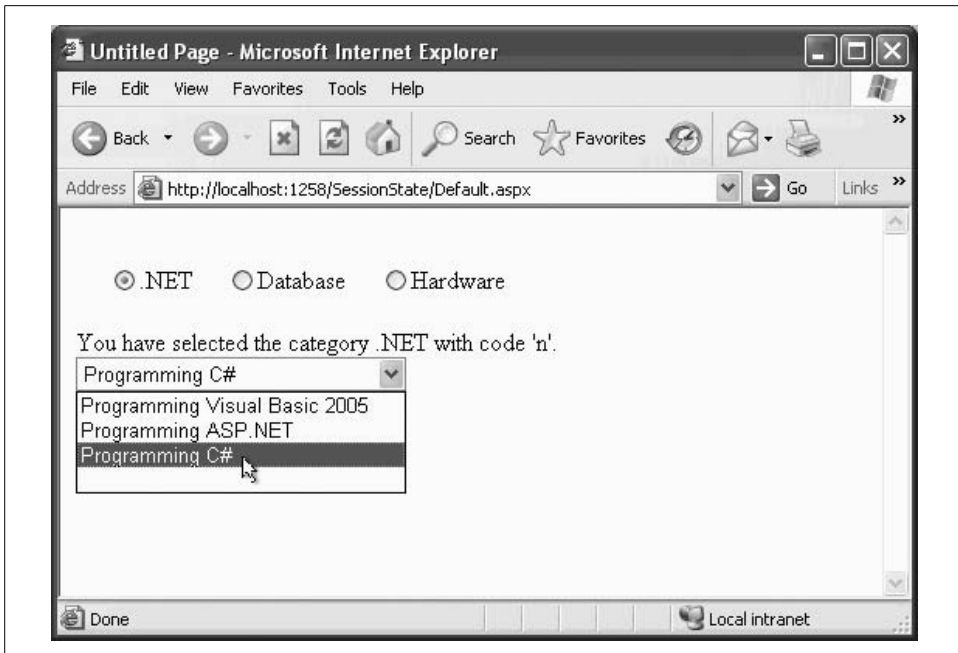 Untitled Page - Microsoft Internet Explorer
File Edit View Favorites Tools Help
Back Search Favorites »
Address http://localhost:1258/SessionState/Default.aspx Go Links »
.NET Database Hardware
You have selected the category .NET with code 'n'.
Programming C#
Programming Visual Basic 2005
Programming ASP.NET
Programming C#
Done Local intranet